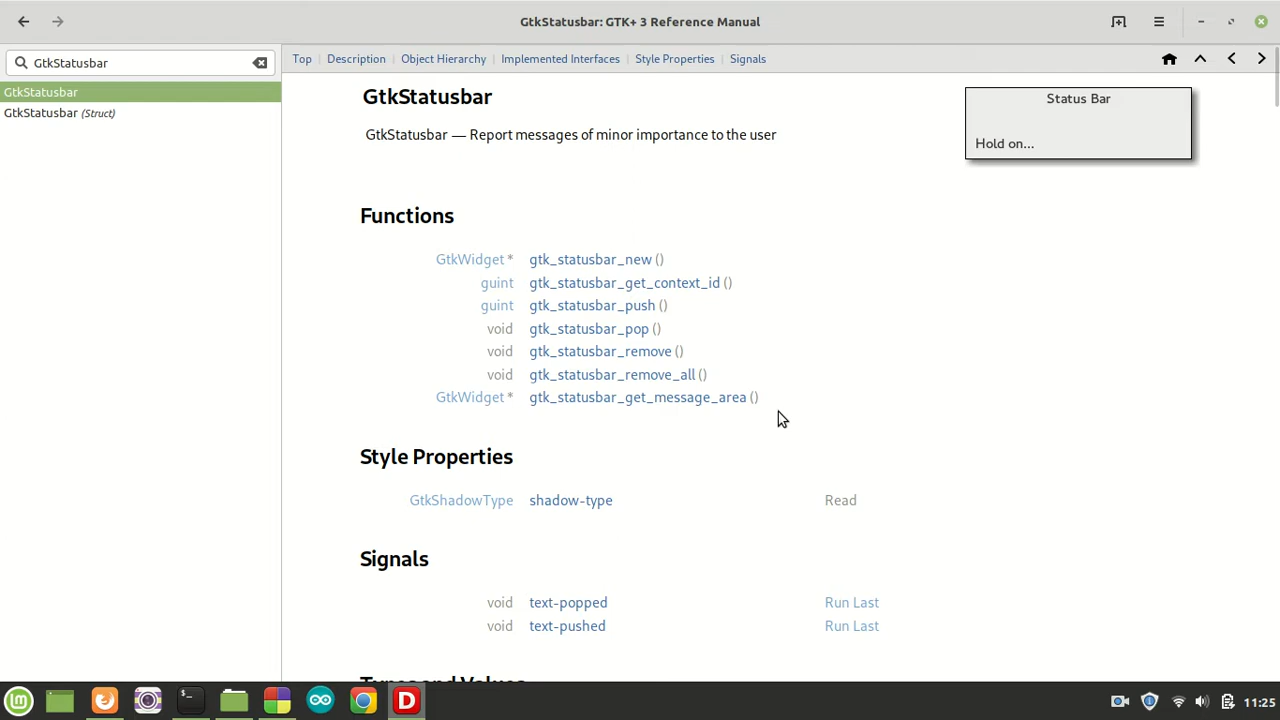 GtkStatusbar: GTK+ 3 Reference Manual
GtkStatusbar
GtkStatusbar
GtkStatusbar (Struct)
Top | Description | Object Hierarchy | Implemented Interfaces | Style Properties | Signals
GtkStatusbar
GtkStatusbar — Report messages of minor importance to the user
Status Bar
Hold on...
Functions
GtkWidget * gtk_statusbar_new ()
guint gtk_statusbar_get_context_id ()
guint gtk_statusbar_push ()
void gtk_statusbar_pop ()
void gtk_statusbar_remove ()
void gtk_statusbar_remove_all ()
GtkWidget * gtk_statusbar_get_message_area ()
Style Properties
GtkShadowType shadow-type Read
Signals
void text-popped Run Last
void text-pushed Run Last
Types and Values
D
11:25